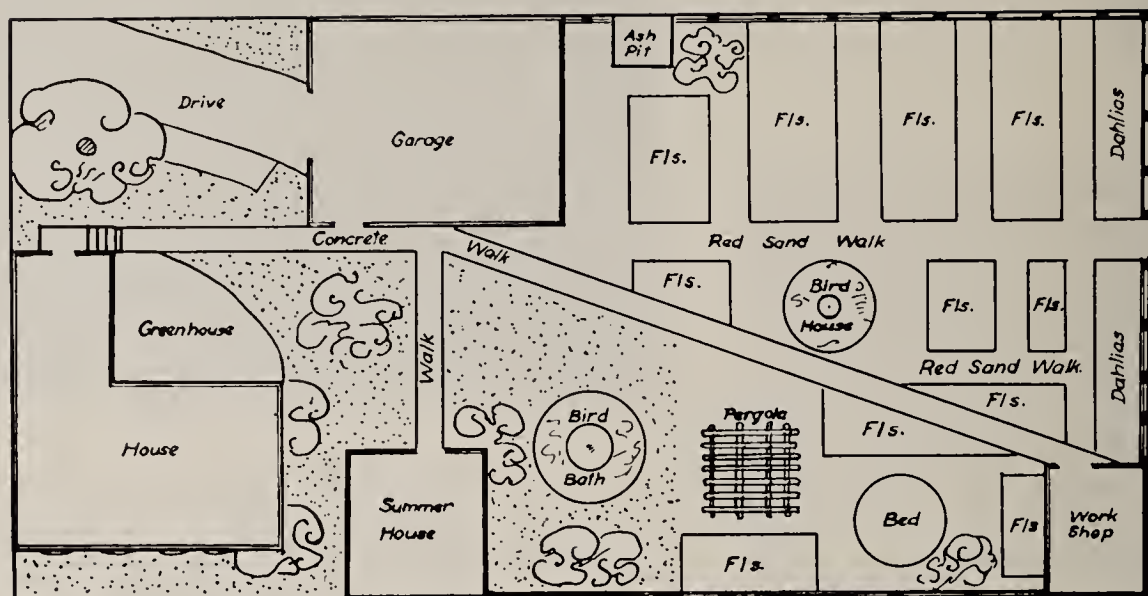 Ash
Pit
Drive
Garage
Fls.
Fls.
Fls.
Fls.
Dahlias
Concrete
Walk
Red Sand Walk
Greenhouse
Walk
Fls.
Bird
House
Fls.
Fls.
Red Sand Walk
Dahlias
House
Bird
Bath
Pergola
Fls.
Fls.
Summer
House
Bed
Fls
Work
Shop
Fls.